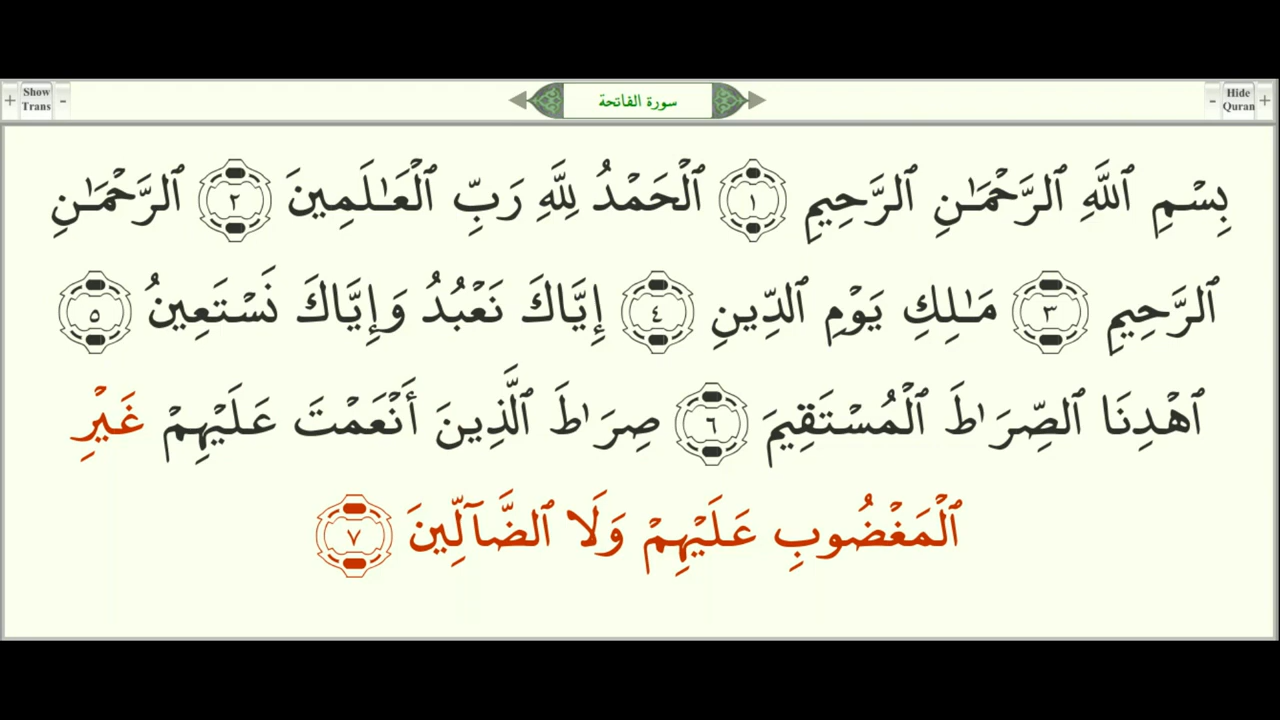 + Show Trans -
سورة الفاتحة
- Hide Quran +
بِسْمِ ٱللَّهِ ٱلرَّحْمَـٰنِ ٱلرَّحِيمِ ١ ٱلْحَمْدُ لِلَّهِ رَبِّ ٱلْعَـٰلَمِينَ ٢ ٱلرَّحْمَـٰنِ
ٱلرَّحِيمِ ٣ مَـٰلِكِ يَوْمِ ٱلدِّينِ ٤ إِيَّاكَ نَعْبُدُ وَإِيَّاكَ نَسْتَعِينُ ٥
ٱهْدِنَا ٱلصِّرَٰطَ ٱلْمُسْتَقِيمَ ٦ صِرَٰطَ ٱلَّذِينَ أَنْعَمْتَ عَلَيْهِمْ غَيْرِ
ٱلْمَغْضُوبِ عَلَيْهِمْ وَلَا ٱلضَّآلِّينَ ٧